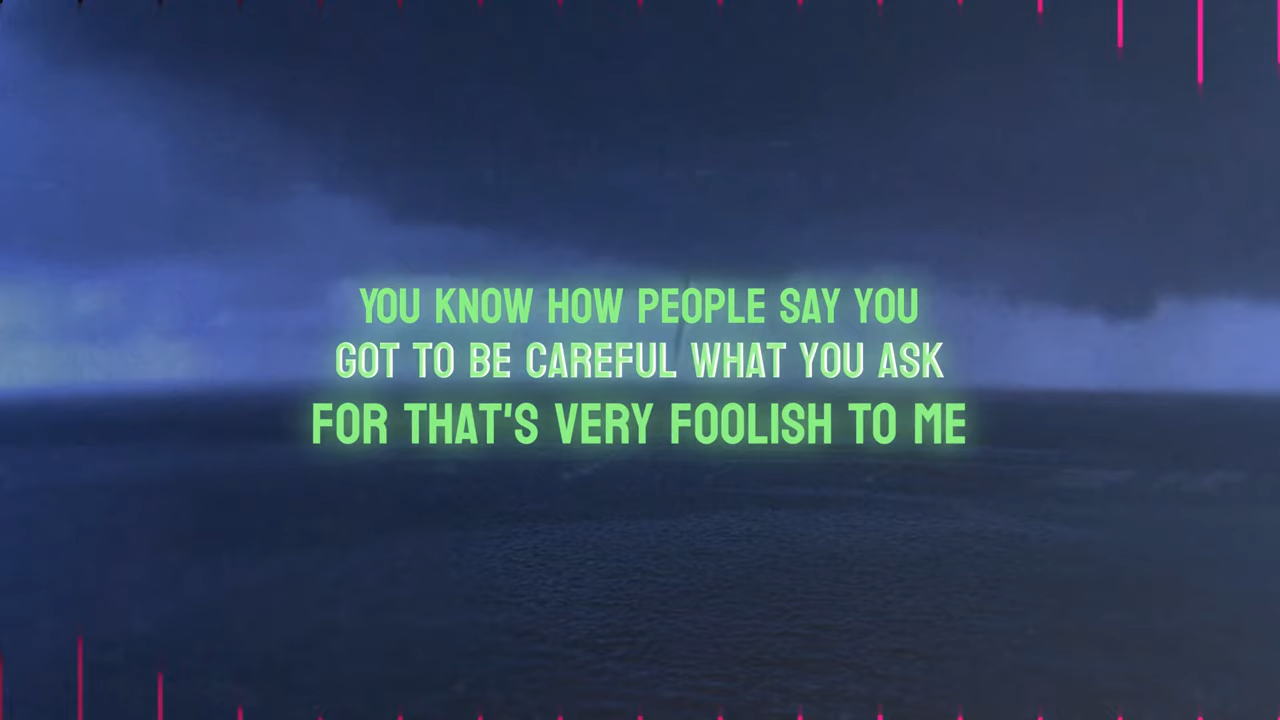 YOU KNOW HOW PEOPLE SAY YOU
GOT TO BE CAREFUL WHAT YOU ASK
FOR THAT'S VERY FOOLISH TO ME